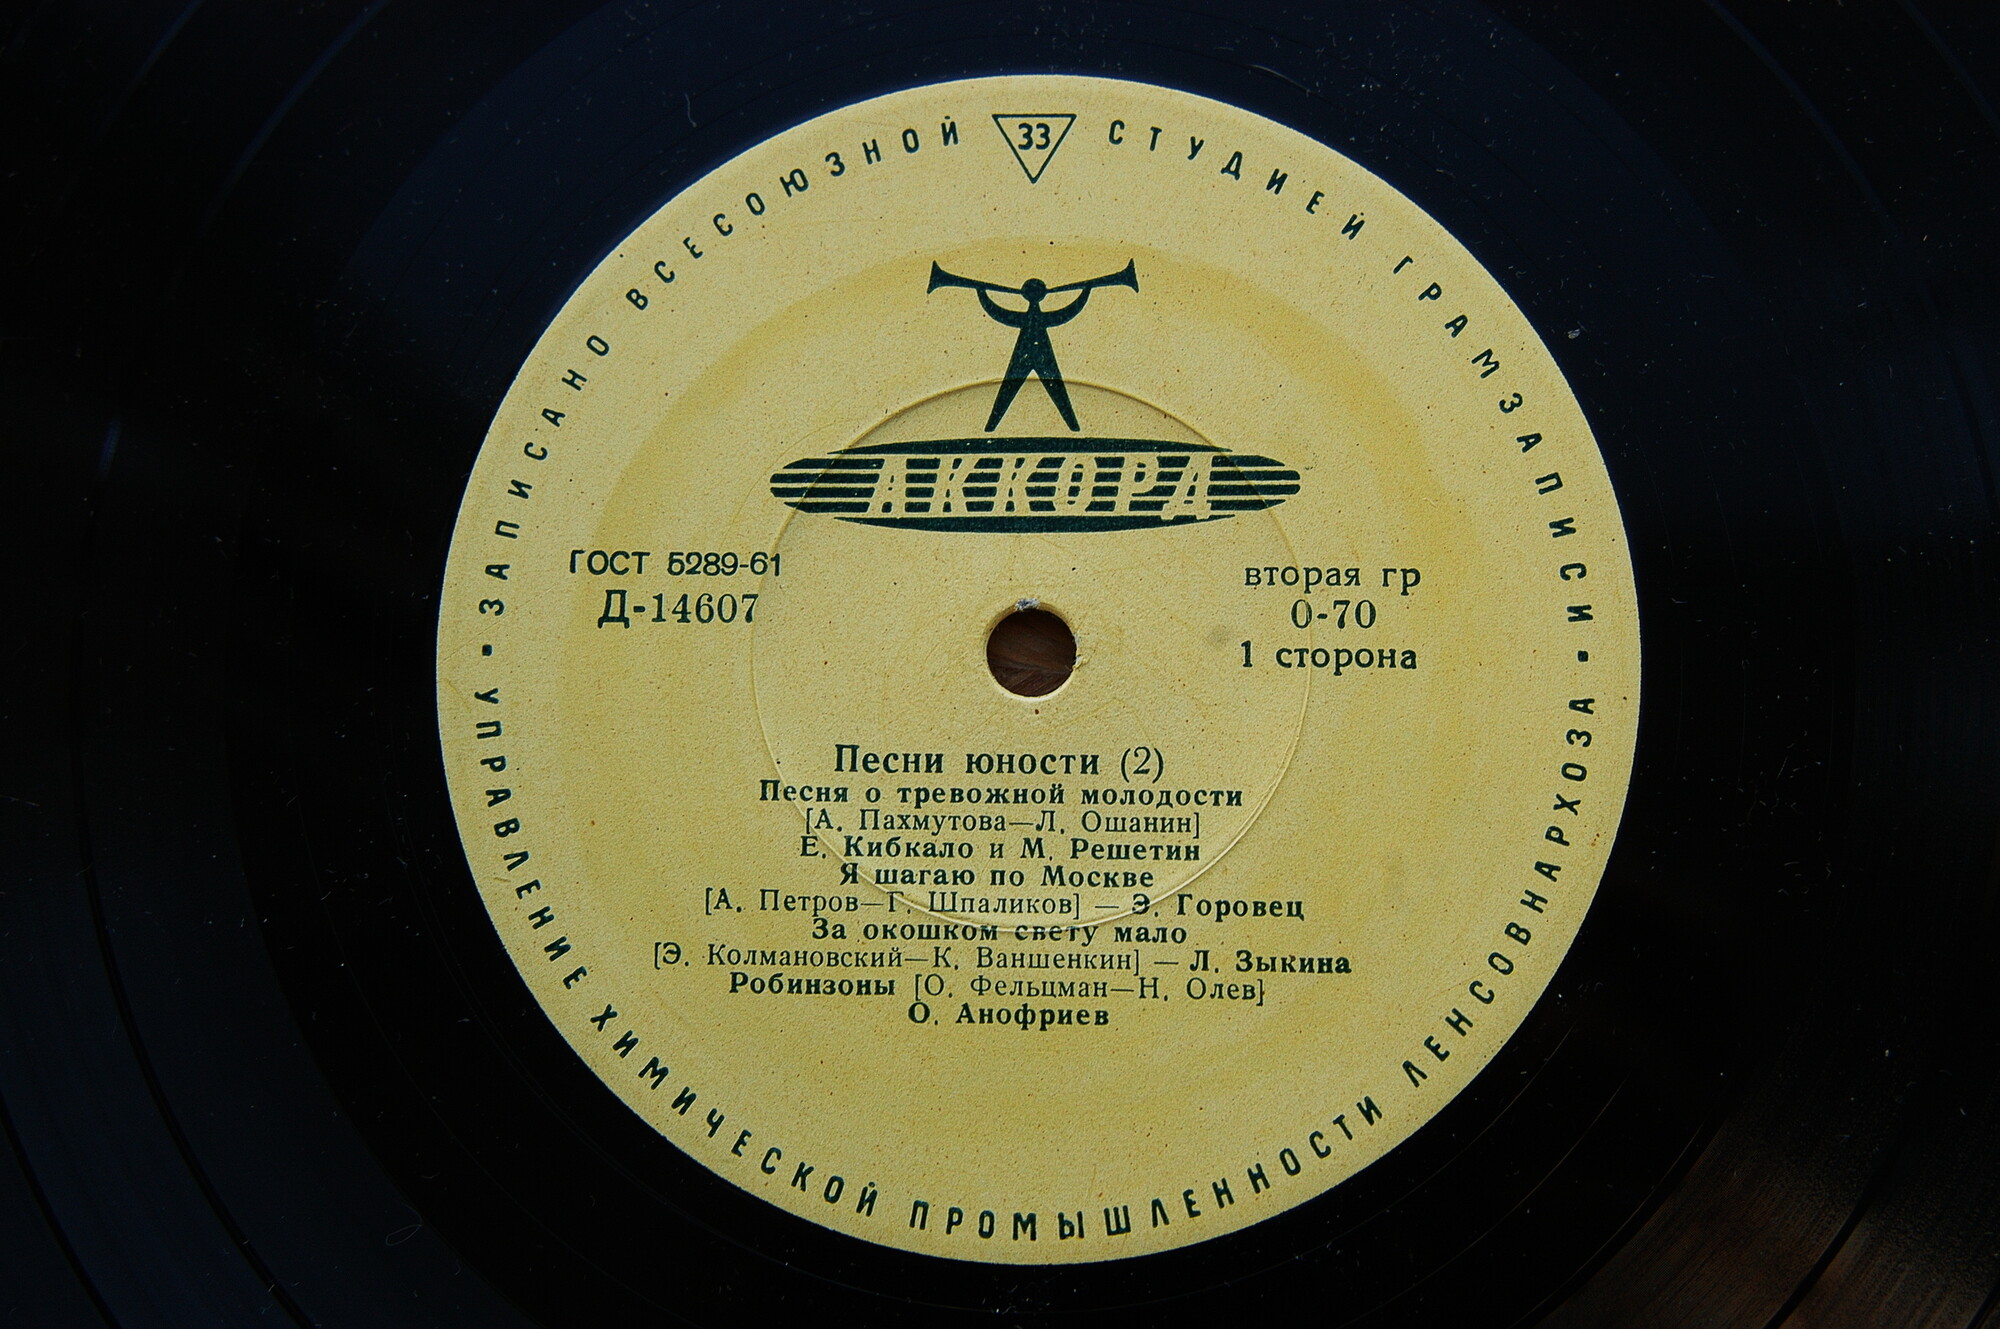 ЗАПИСАНО ВСЕСОЮЗНОЙ 33 СТУДИЕЙ ГРАМЗАПИСИ
АККОРД
ГОСТ 5289-61
Д-14607
вторая гр
0-70
1 сторона
Песни юности (2)
Песня о тревожной молодости
[А. Пахмутова—Л. Ошанин]
Е. Кибкало и М. Решетин
Я шагаю по Москве
[А. Петров—Г. Шпаликов] — Э. Горовец
За окошком свету мало
[Э. Колмановский—К. Ваншенкин] — Л. Зыкина
Робинзоны [О. Фельцман—Н. Олев]
О. Анофриев
УПРАВЛЕНИЕ ХИМИЧЕСКОЙ ПРОМЫШЛЕННОСТИ ЛЕНСОВНАРХОЗА